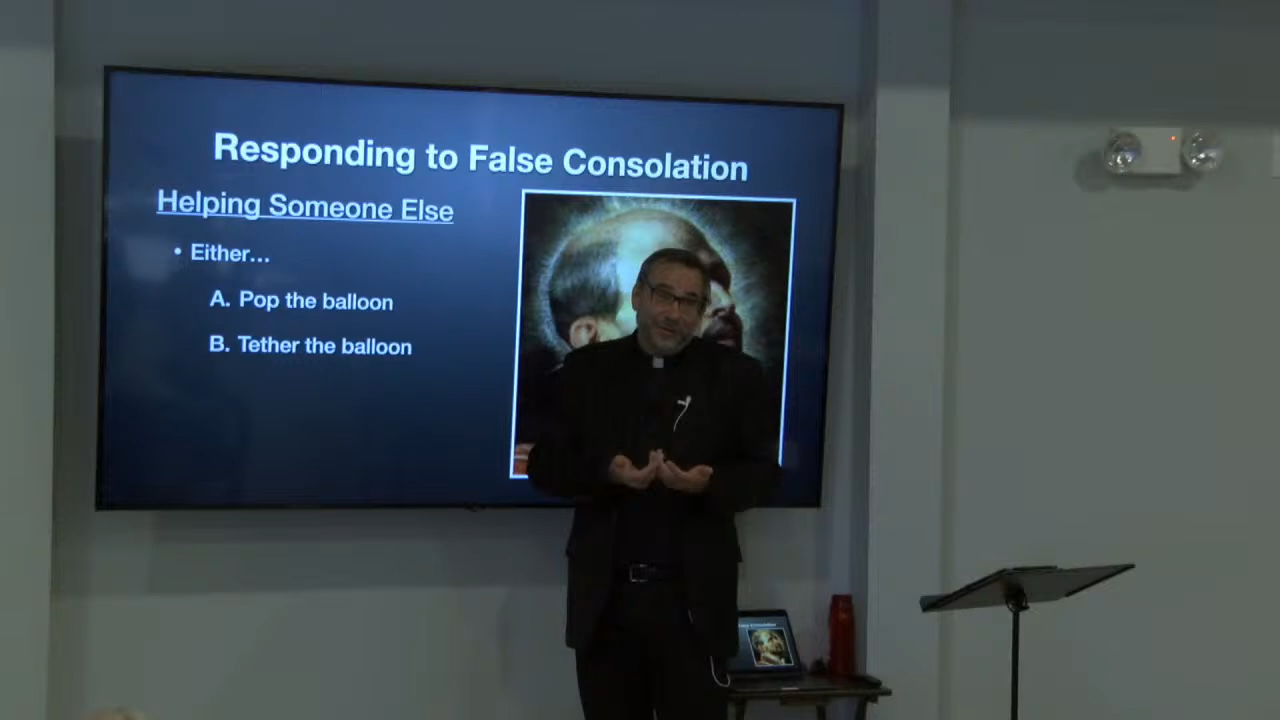 Responding to False Consolation
Helping Someone Else
• Either...
A. Pop the balloon
B. Tether the balloon